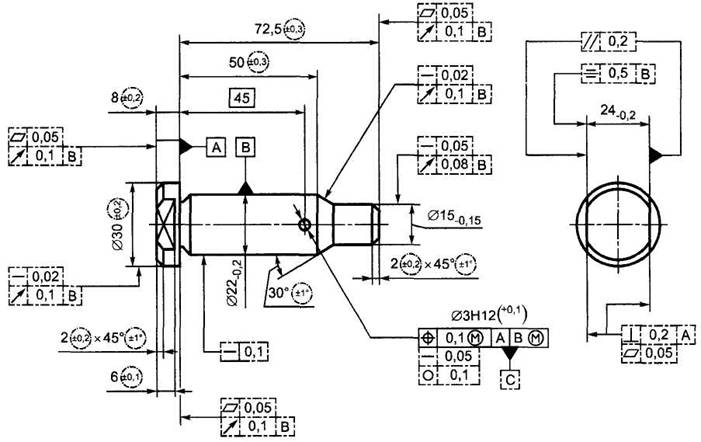 ▱ 0,05
↗ 0,1 B
72,5 ±0,3
// 0,2
50 ±0,3
— 0,02
↗ 0,1 B
⌯ 0,5 B
8 ±0,2
45
24-0,2
▱ 0,05
↗ 0,1 B
A
B
— 0,05
↗ 0,08 B
Ø30 ±0,2
Ø15-0,15
— 0,02
↗ 0,1 B
Ø22-0,2
30° ±1°
2 ±0,2 ×45° ±1°
Ø3H12(+0,1)
2 ±0,2 ×45° ±1°
— 0,1
⌖ 0,1 Ⓜ A B Ⓜ
— 0,05
○ 0,1
C
⊥ 0,2 A
▱ 0,05
6 ±0,1
▱ 0,05
↗ 0,1 B